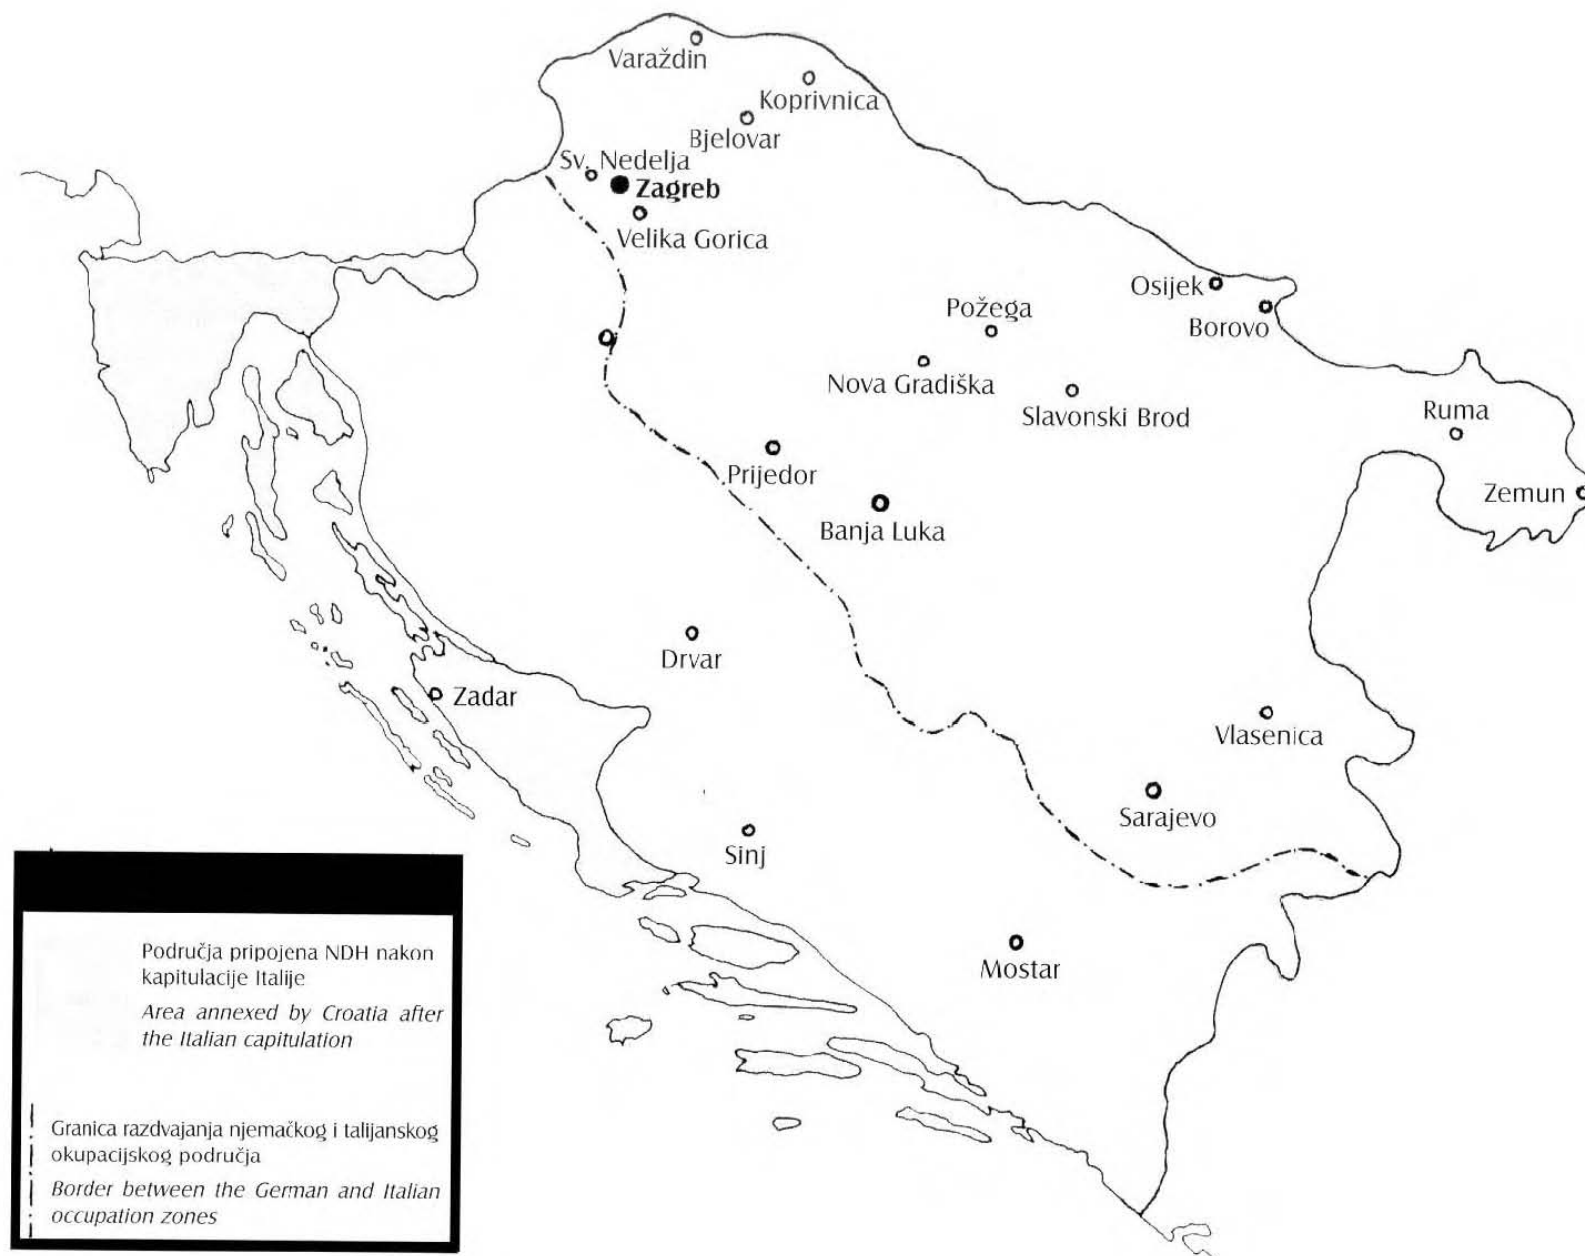 Varaždin
Koprivnica
Bjelovar
Sv. Nedelja
Zagreb
Velika Gorica
Osijek
Borovo
Požega
Nova Gradiška
Slavonski Brod
Ruma
Zemun
Prijedor
Banja Luka
Drvar
Zadar
Vlasenica
Sarajevo
Sinj
Mostar
Područja pripojena NDH nakon
kapitulacije Italije
Area annexed by Croatia after
the Italian capitulation
Granica razdvajanja njemačkog i talijanskog
okupacijskog područja
Border between the German and Italian
occupation zones